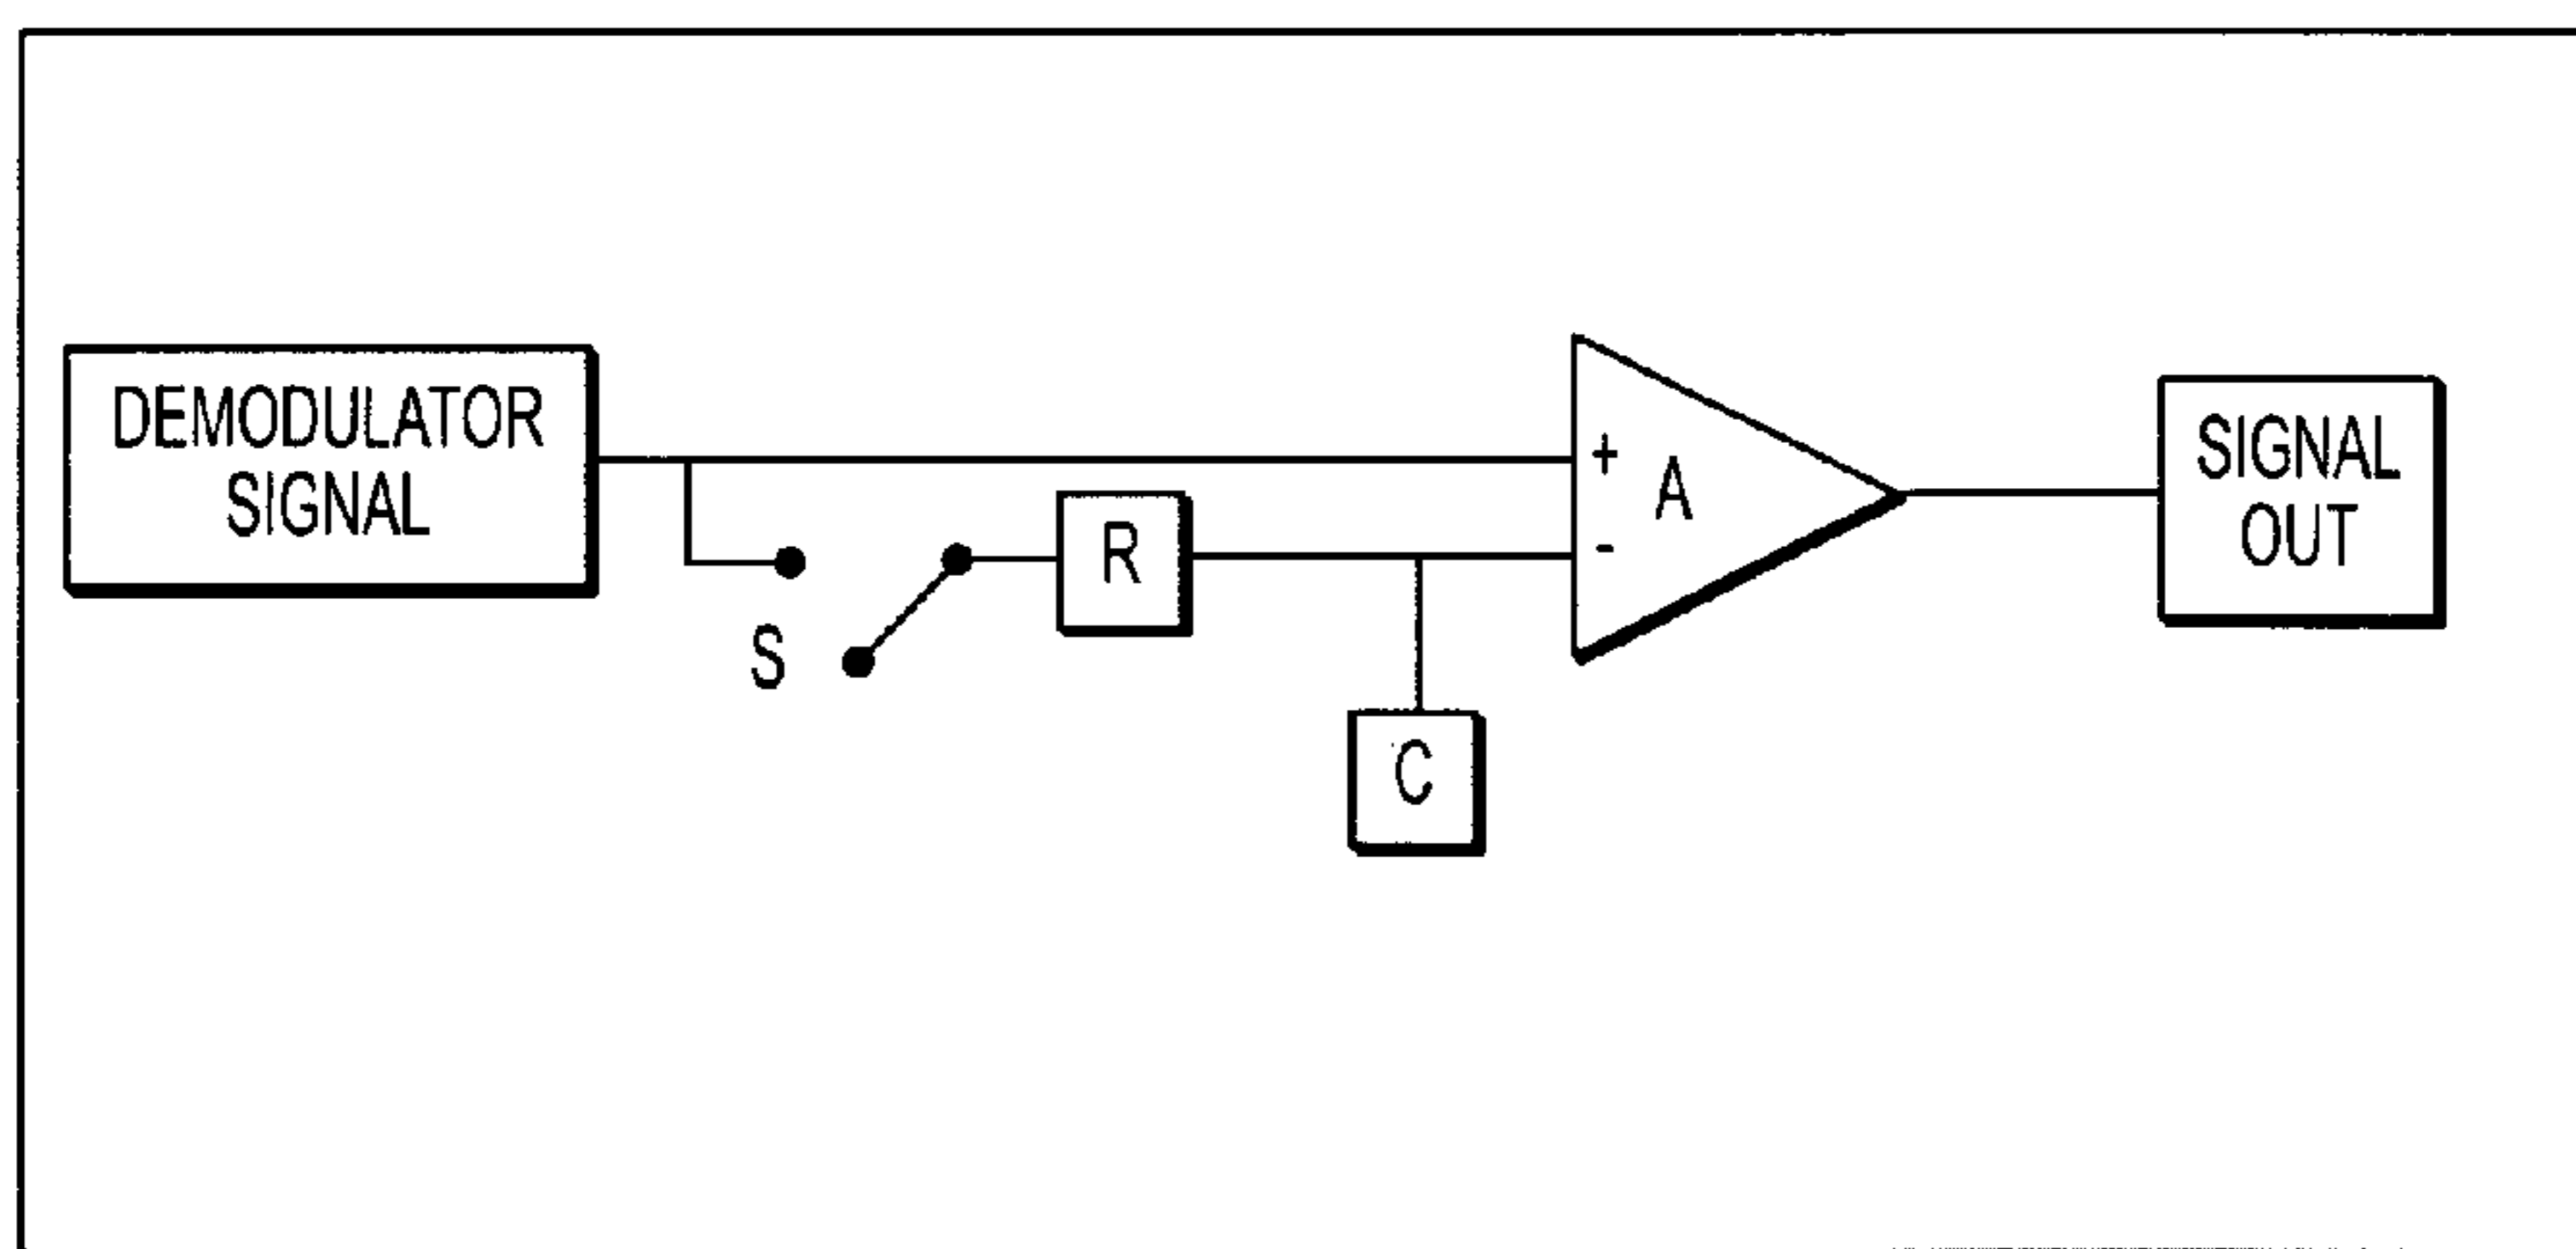 DEMODULATOR
SIGNAL
S
R
C
+
A
-
SIGNAL
OUT